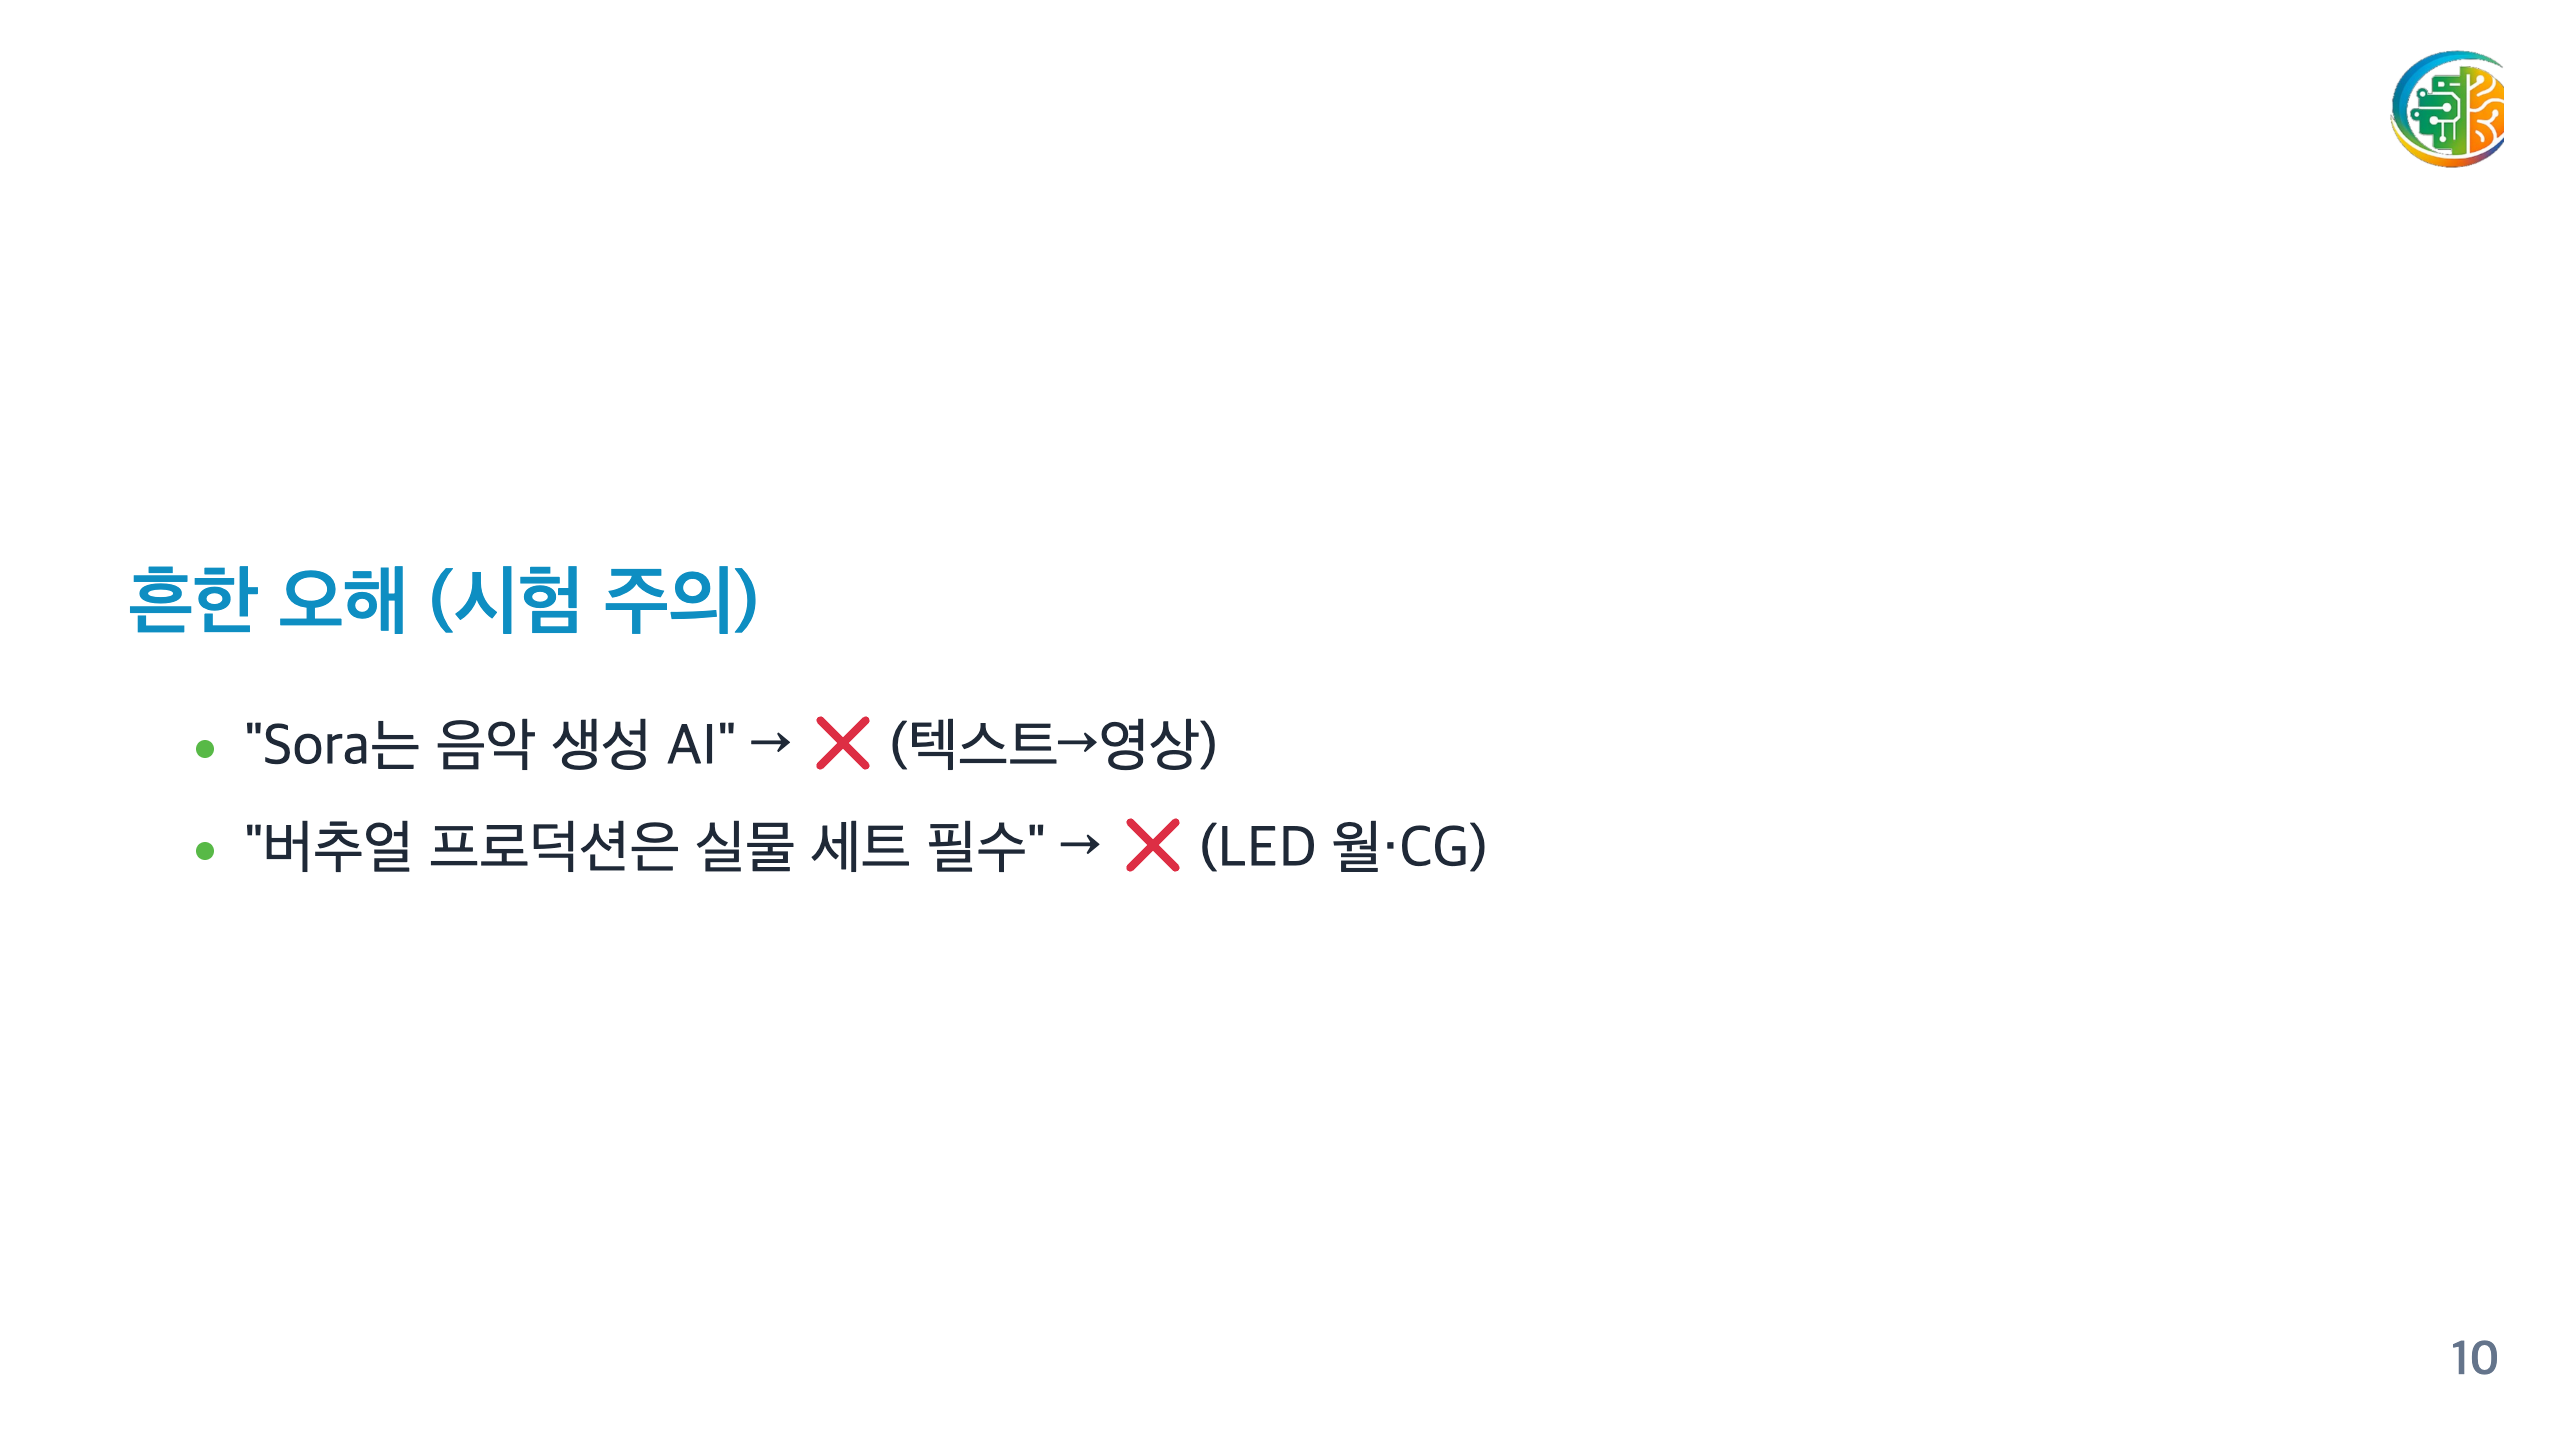 흔한 오해 (시험 주의)
• "Sora는 음악 생성 AI" → ❌ (텍스트→영상)
• "버추얼 프로덕션은 실물 세트 필수" → ❌ (LED 월·CG)
10